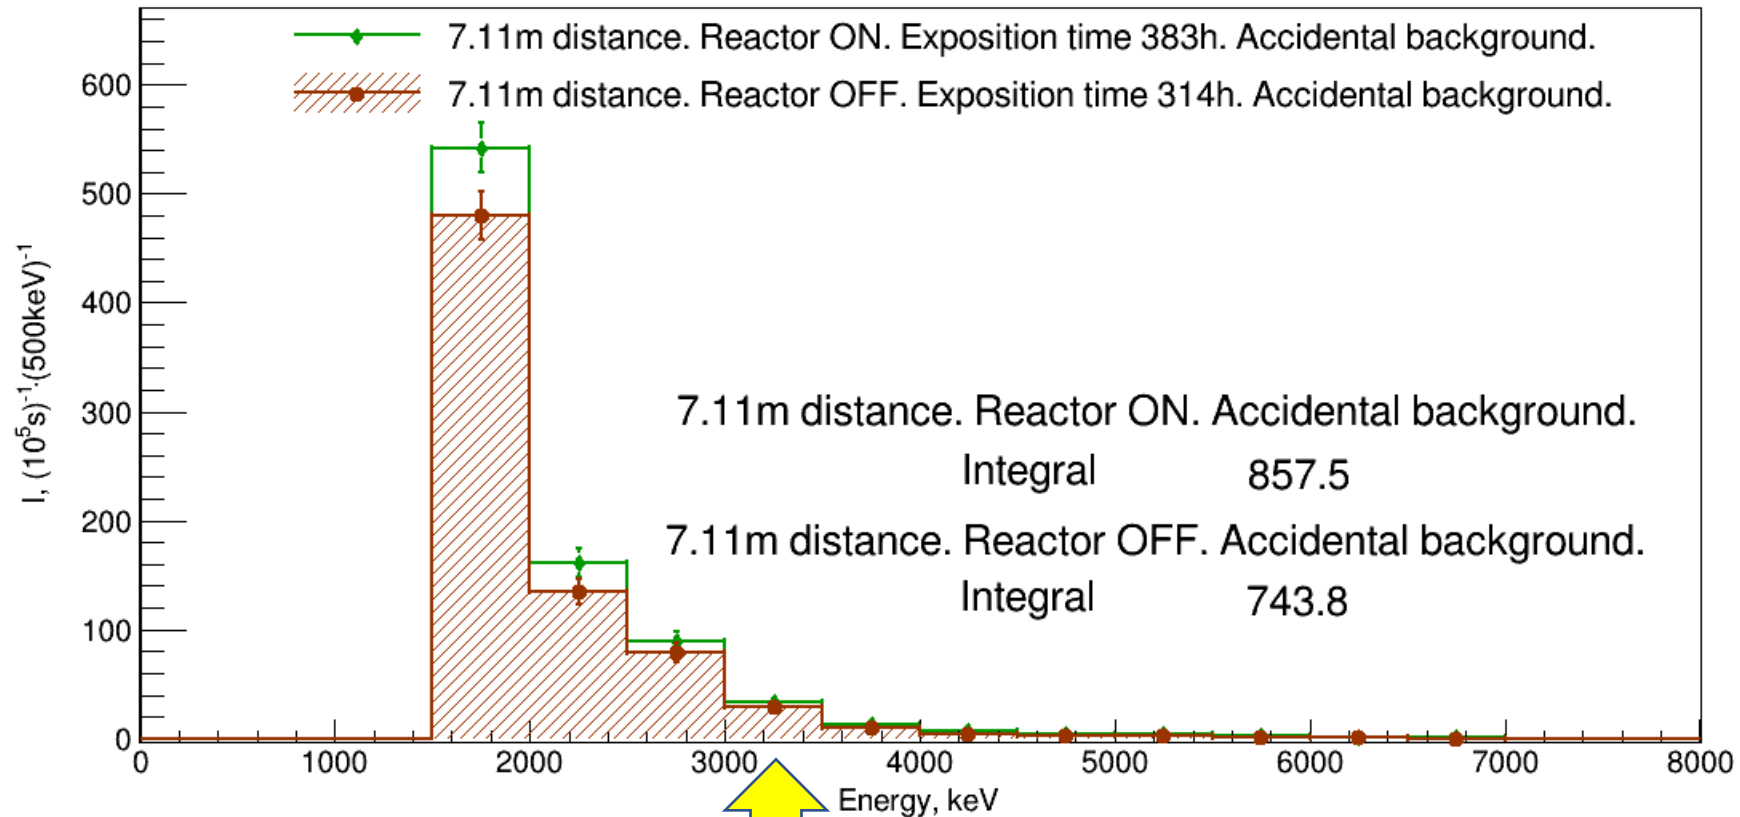 7.11m distance. Reactor ON. Exposition time 383h. Accidental background.
7.11m distance. Reactor OFF. Exposition time 314h. Accidental background.
600
500
400
300
200
100
0
I, (10⁵s)⁻¹·(500keV)⁻¹
7.11m distance. Reactor ON. Accidental background.
Integral 857.5
7.11m distance. Reactor OFF. Accidental background.
Integral 743.8
0 1000 2000 3000 4000 5000 6000 7000 8000
Energy, keV